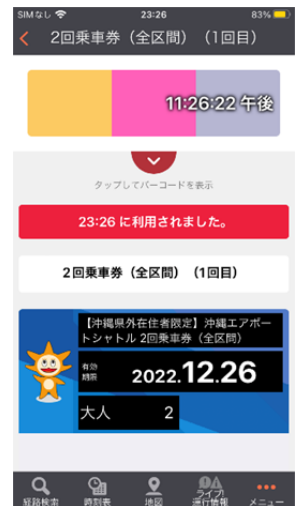 SIMなし 23:26 83%
2回乗車券（全区間）（1回目）
11:26:22 午後
タップしてバーコードを表示
23:26 に利用されました。
2回乗車券（全区間）（1回目）
【沖縄県外在住者限定】沖縄エアポー
トシャトル 2回乗車券（全区間）
有効
期限 2022.12.26
大人 2
経路検索 時刻表 地図 ライブ!
運行情報 メニュー